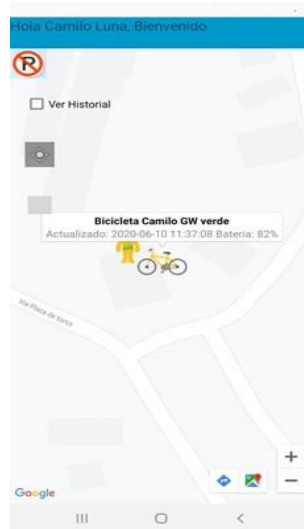 Hola Camilo Luna, Bienvenido
Ver Historial
Bicicleta Camilo GW verde
Actualizado: 2020-06-10 11:37:08 Bateria: 82%
Via Plaza de toros
Google